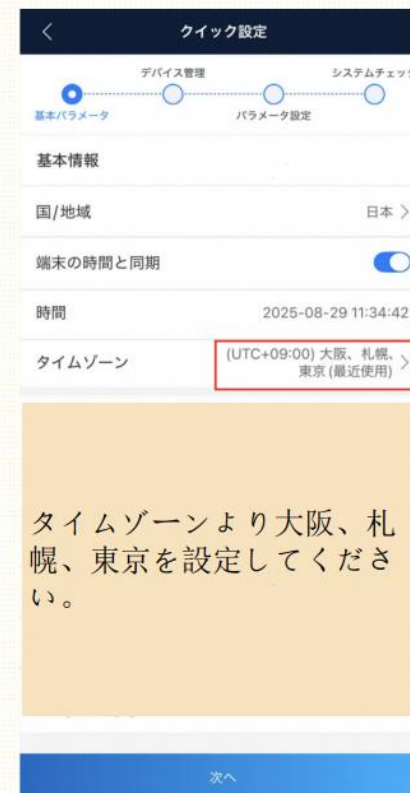 クイック設定
デバイス管理
システムチェック
基本パラメータ
パラメータ設定
基本情報
国/地域
日本
端末の時間と同期
時間
2025-08-29 11:34:42
タイムゾーン
(UTC+09:00) 大阪、札幌、
東京 (最近使用)
タイムゾーンより大阪、札
幌、東京を設定してくださ
い。
次へ